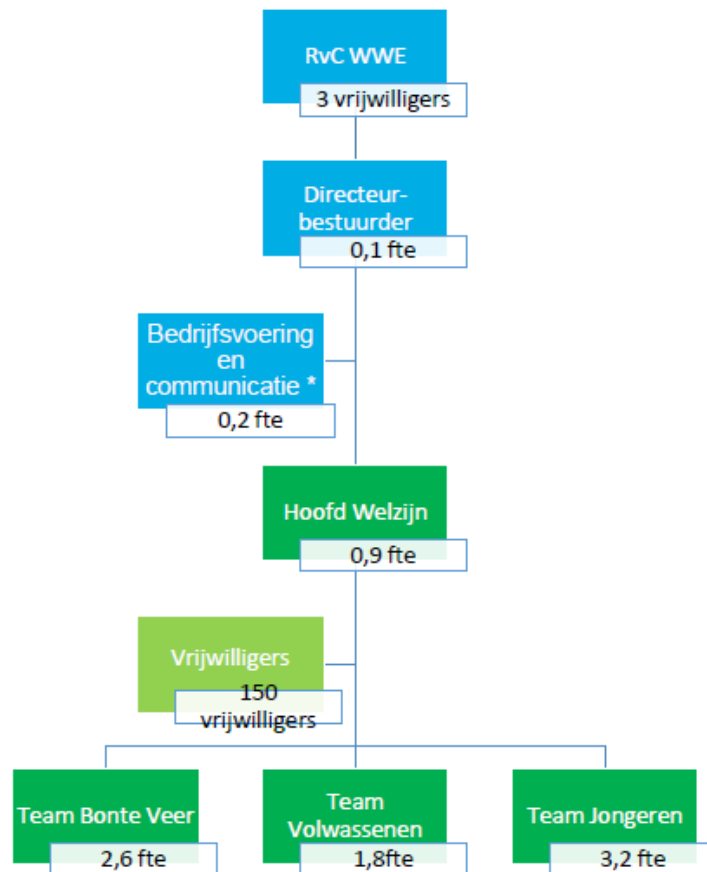 RvC WWE
3 vrijwilligers
Directeur-
bestuurder
0,1 fte
Bedrijfsvoering
en
communicatie *
0,2 fte
Hoofd Welzijn
0,9 fte
Vrijwilligers
150
vrijwilligers
Team Bonte Veer
2,6 fte
Team
Volwassenen
1,8fte
Team Jongeren
3,2 fte